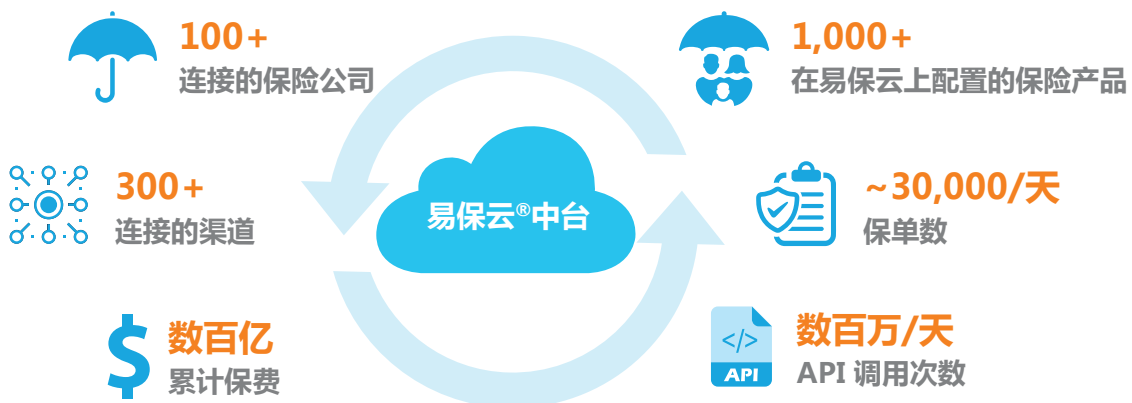 100+
连接的保险公司
1,000+
在易保云上配置的保险产品
300+
连接的渠道
易保云®中台
~30,000/天
保单数
数百亿
累计保费
</>
API
数百万/天
API 调用次数